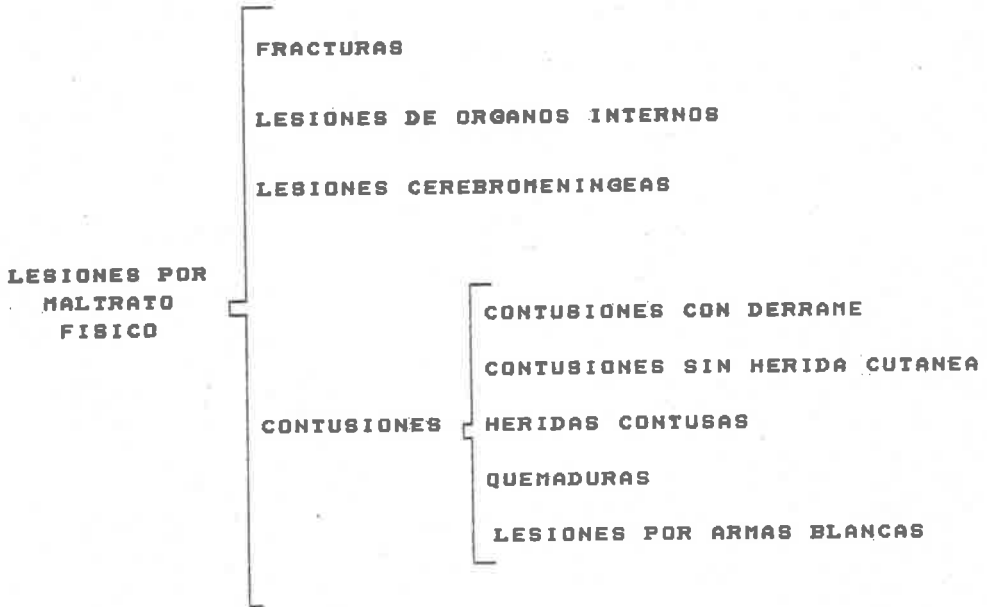 FRACTURAS
LESIONES DE ORGANOS INTERNOS
LESIONES CEREBROMENINGEAS
LESIONES POR
MALTRATO
FISICO
CONTUSIONES
CONTUSIONES CON DERRAME
CONTUSIONES SIN HERIDA CUTANEA
HERIDAS CONTUSAS
QUEMADURAS
LESIONES POR ARMAS BLANCAS